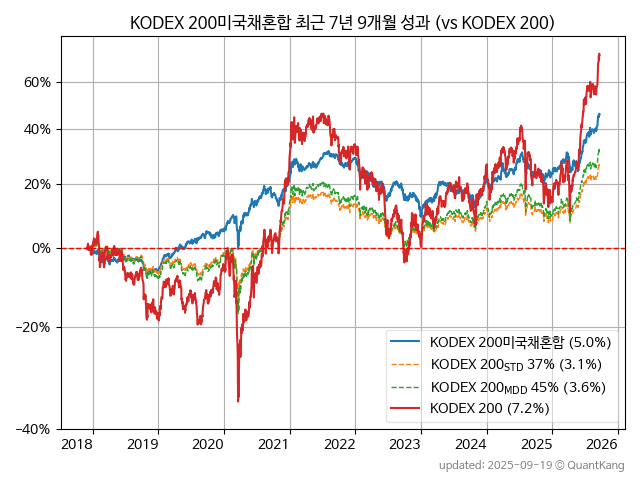 KODEX 200미국채혼합 최근 7년 9개월 성과 (vs KODEX 200)
60%
40%
20%
0%
−20%
−40%
KODEX 200미국채혼합 (5.0%)
KODEX 200STD 37% (3.1%)
KODEX 200MDD 45% (3.6%)
KODEX 200 (7.2%)
2018 2019 2020 2021 2022 2023 2024 2025 2026
updated: 2025-09-19 © QuantKang